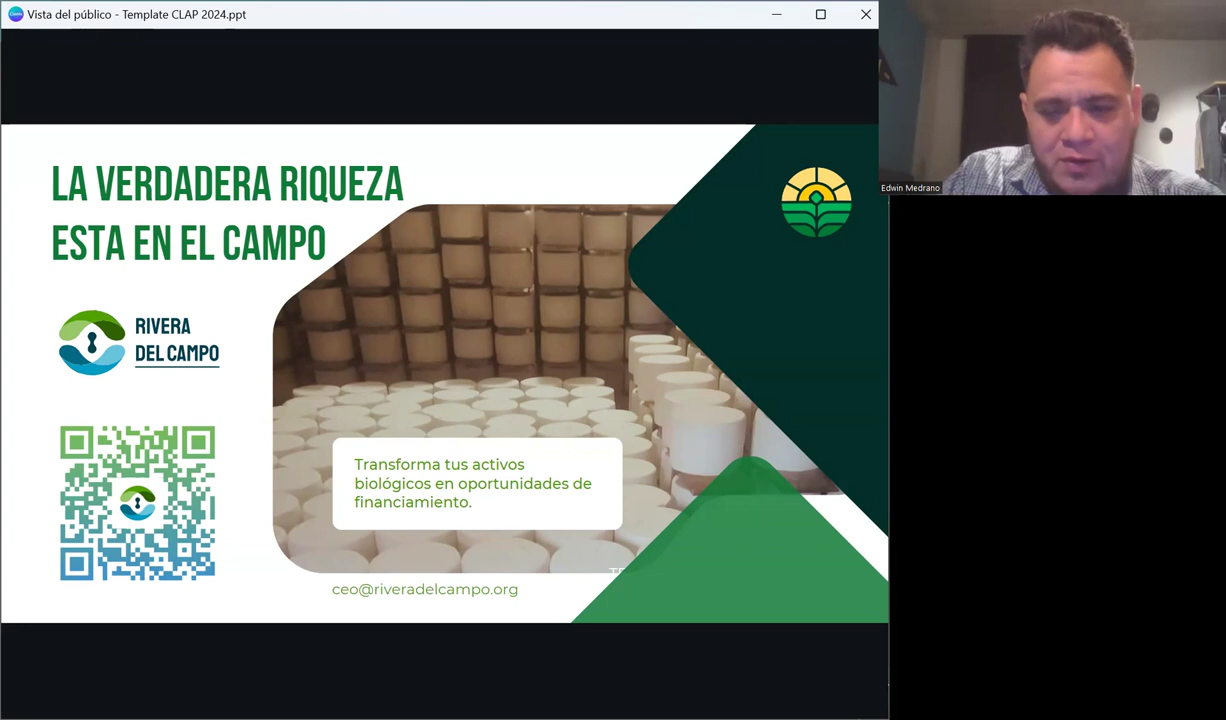 Vista del público - Template CLAP 2024.ppt
Edwin Medrano
LA VERDADERA RIQUEZA
ESTA EN EL CAMPO
RIVERA
DEL CAMPO
Transforma tus activos
biológicos en oportunidades de
financiamiento.
ceo@riveradelcampo.org